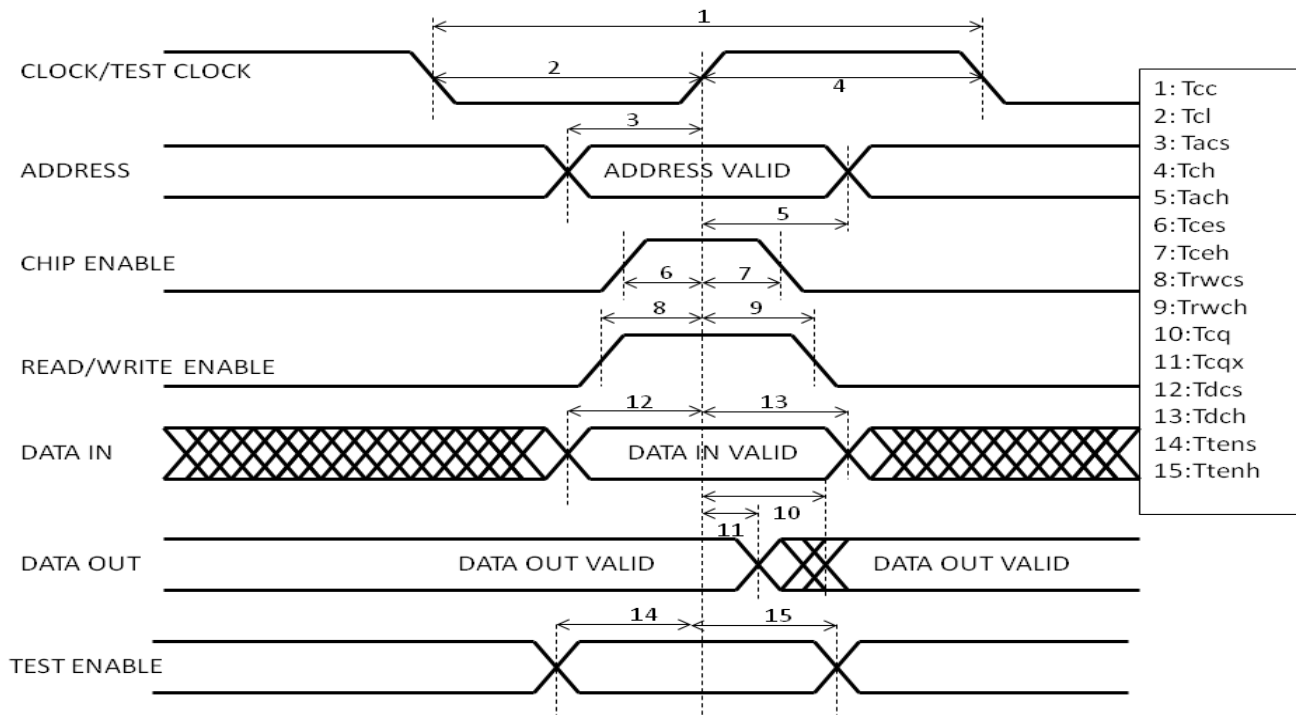 1
CLOCK/TEST CLOCK
2
4
3
ADDRESS
ADDRESS VALID
5
CHIP ENABLE
6
7
8
9
READ/WRITE ENABLE
12
13
DATA IN
DATA IN VALID
10
11
DATA OUT
DATA OUT VALID
DATA OUT VALID
14
15
TEST ENABLE
1: Tcc
2: Tcl
3: Tacs
4:Tch
5:Tach
6:Tces
7:Tceh
8:Trwcs
9:Trwch
10:Tcq
11:Tcqx
12:Tdcs
13:Tdch
14:Ttens
15:Ttenh